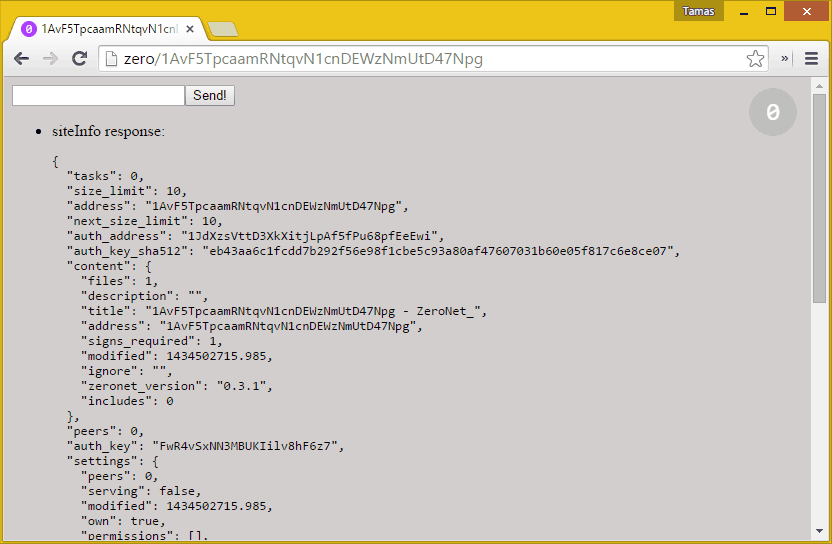 Tamas
0 1AvF5TpcaamRNtqvN1cnl
zero/1AvF5TpcaamRNtqvN1cnDEWzNmUtD47Npg
Send!
0
siteInfo response:
{
"tasks": 0,
"size_limit": 10,
"address": "1AvF5TpcaamRNtqvN1cnDEWzNmUtD47Npg",
"next_size_limit": 10,
"auth_address": "1JdXzsVttD3XkXitjLpAf5fPu68pfEeEwi",
"auth_key_sha512": "eb43aa6c1fcdd7b292f56e98f1cbe5c93a80af47607031b60e05f817c6e8ce07",
"content": {
"files": 1,
"description": "",
"title": "1AvF5TpcaamRNtqvN1cnDEWzNmUtD47Npg - ZeroNet_",
"address": "1AvF5TpcaamRNtqvN1cnDEWzNmUtD47Npg",
"signs_required": 1,
"modified": 1434502715.985,
"ignore": "",
"zeronet_version": "0.3.1",
"includes": 0
},
"peers": 0,
"auth_key": "FwR4vSxNN3MBUKIilv8hF6z7",
"settings": {
"peers": 0,
"serving": false,
"modified": 1434502715.985,
"own": true,
"permissions": [],